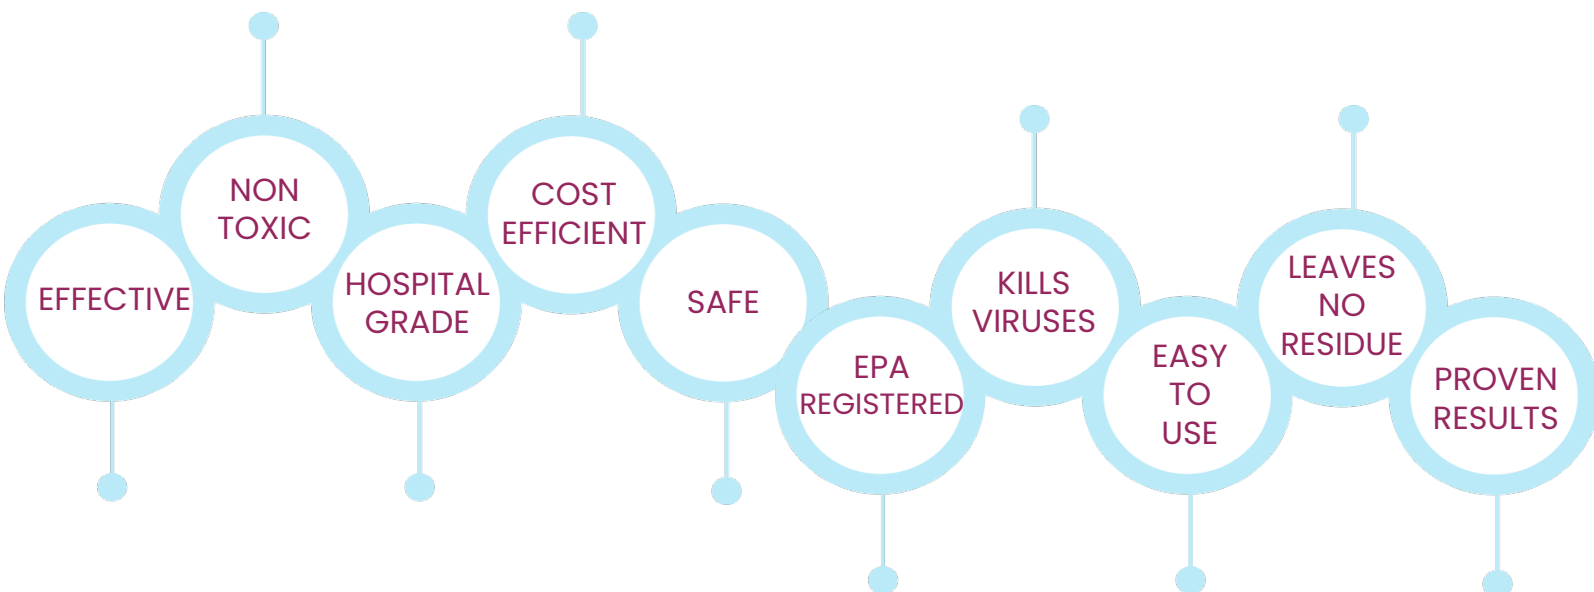 EFFECTIVE
NON
TOXIC
HOSPITAL
GRADE
COST
EFFICIENT
SAFE
EPA
REGISTERED
KILLS
VIRUSES
EASY
TO
USE
LEAVES
NO
RESIDUE
PROVEN
RESULTS